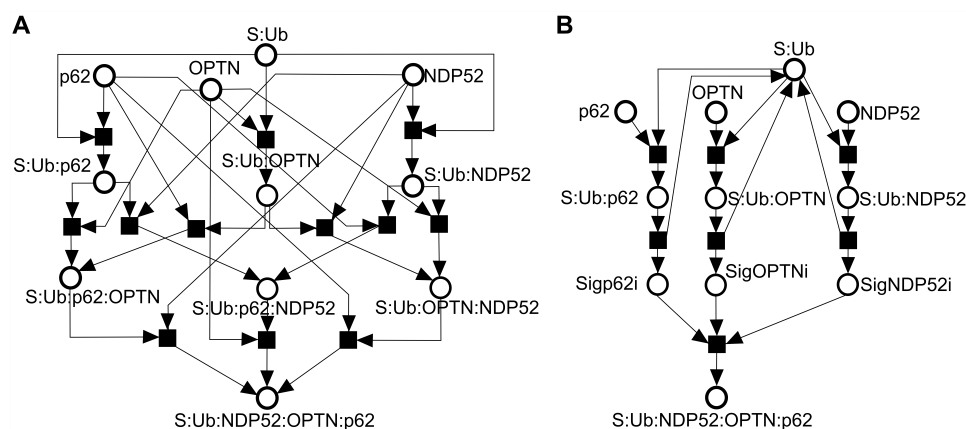 A
S:Ub
p62
OPTN
NDP52
S:Ub:OPTN
S:Ub:p62
S:Ub:NDP52
S:Ub:p62:OPTN
S:Ub:p62:NDP52
S:Ub:OPTN:NDP52
S:Ub:NDP52:OPTN:p62
B
S:Ub
p62
OPTN
NDP52
S:Ub:p62
S:Ub:OPTN
S:Ub:NDP52
Sigp62i
SigOPTNi
SigNDP52i
S:Ub:NDP52:OPTN:p62